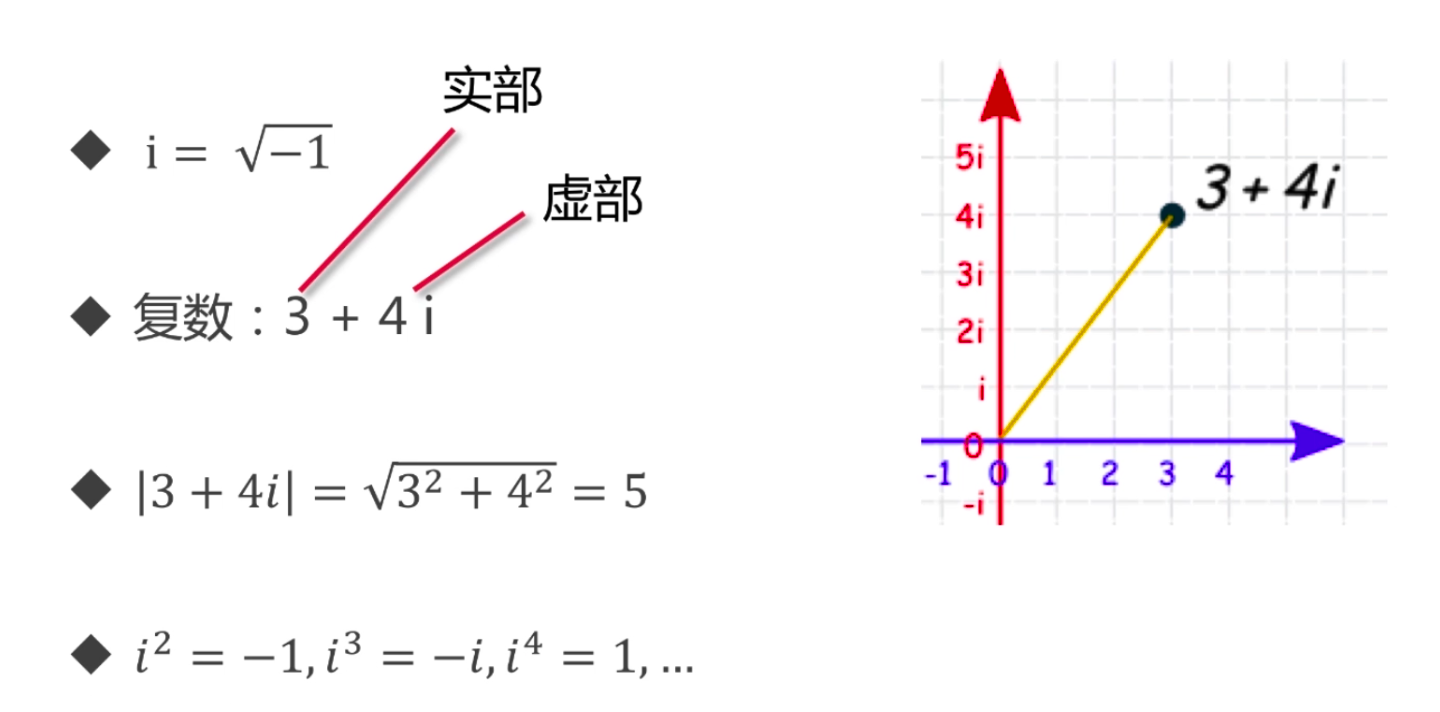 实部
◆ i = √−1
虚部
◆ 复数：3 + 4 i
◆ |3 + 4i| = √3² + 4² = 5
◆ i² = −1, i³ = −i, i⁴ = 1, ...
3 + 4i
5i
4i
3i
2i
i
0
-1 0 1 2 3 4
-i